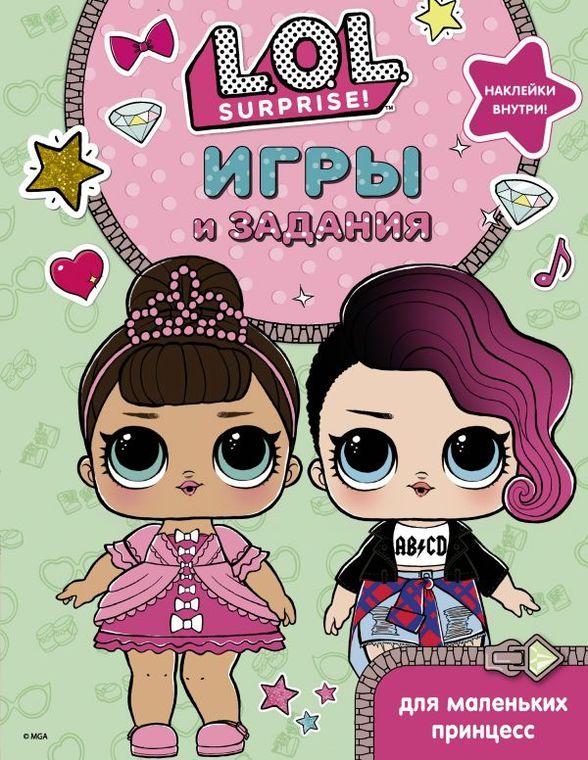 L.O.L.
SURPRISE!™
НАКЛЕЙКИ
ВНУТРИ!
ИГРЫ
и ЗАДАНИЯ
AB⚡CD
для маленьких
принцесс
© MGA